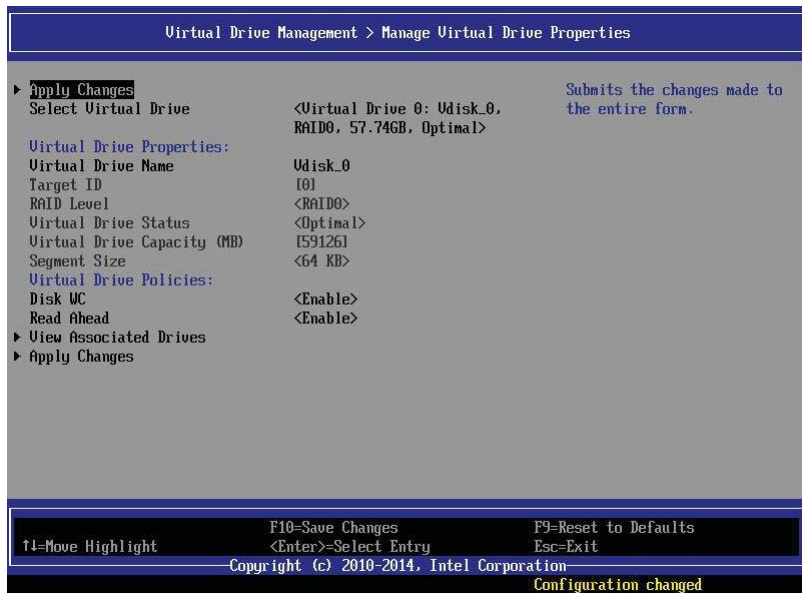 Virtual Drive Management > Manage Virtual Drive Properties
Apply Changes
Select Virtual Drive <Virtual Drive 0: Vdisk_0,
RAID0, 57.74GB, Optimal>
Virtual Drive Properties:
Virtual Drive Name Vdisk_0
Target ID [0]
RAID Level <RAID0>
Virtual Drive Status <Optimal>
Virtual Drive Capacity (MB) [59126]
Segment Size <64 KB>
Virtual Drive Policies:
Disk WC <Enable>
Read Ahead <Enable>
View Associated Drives
Apply Changes
Submits the changes made to
the entire form.
F10=Save Changes F9=Reset to Defaults
↑↓=Move Highlight <Enter>=Select Entry Esc=Exit
Copyright (c) 2010-2014, Intel Corporation
Configuration changed